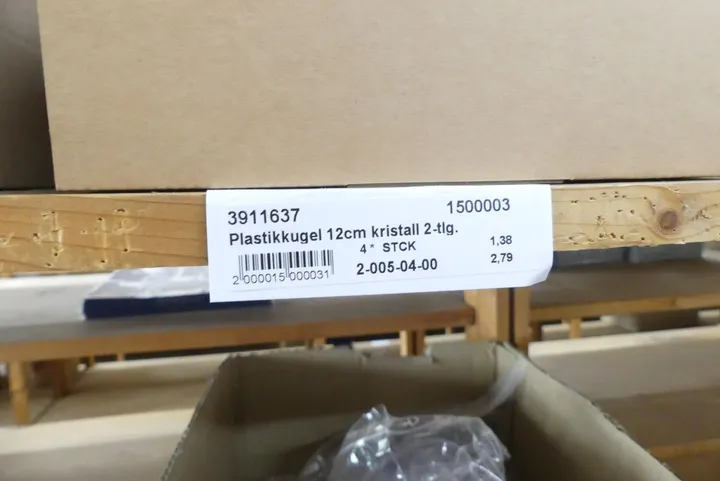 3911637 1500003
Plastikkugel 12cm kristall 2-tlg.
4 * STCK 1,38
2 000015 000031 2-005-04-00 2,79